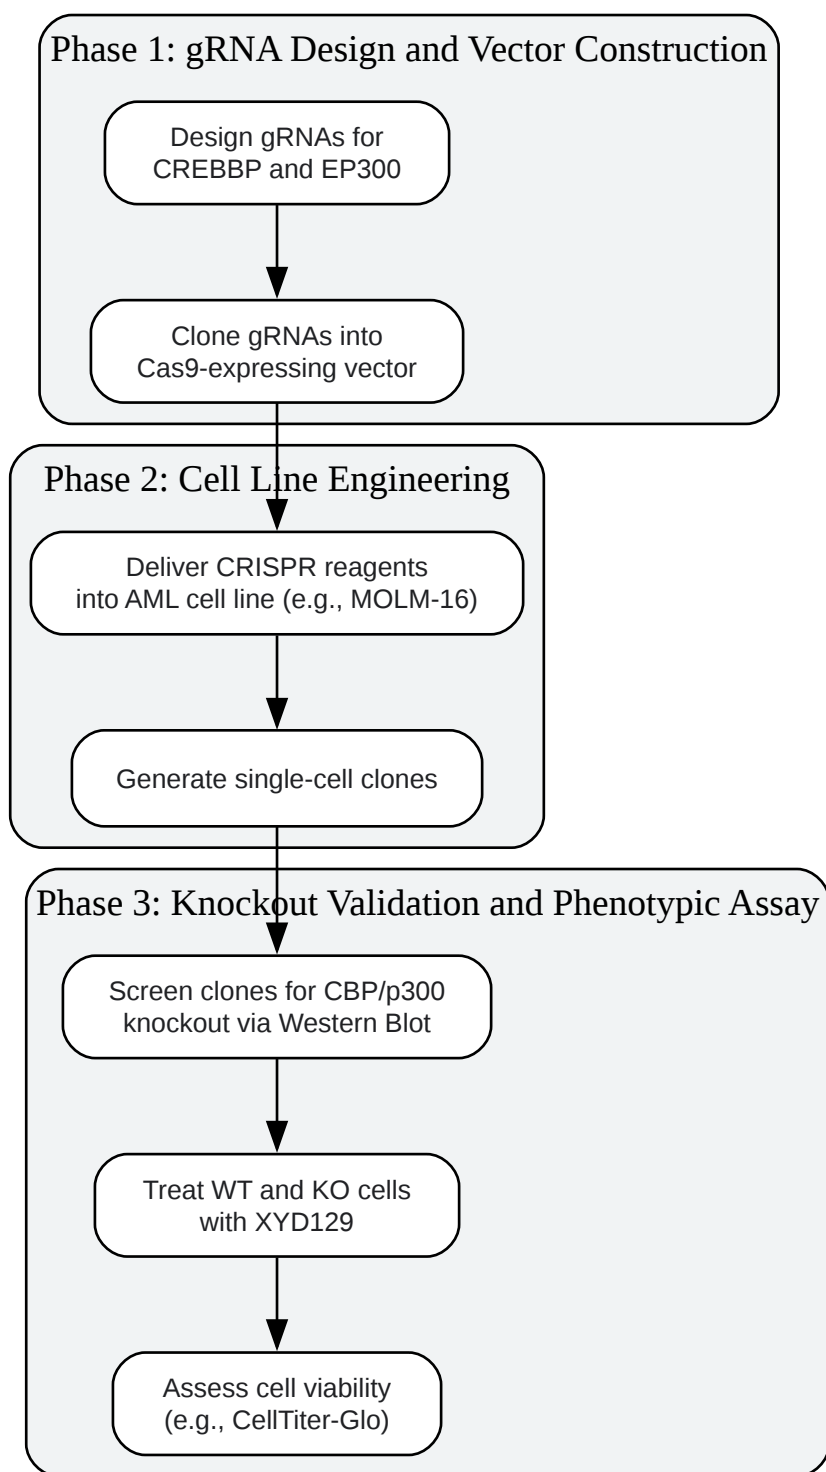 Phase 1: gRNA Design and Vector Construction
Design gRNAs for
CREBBP and EP300
Clone gRNAs into
Cas9-expressing vector
Phase 2: Cell Line Engineering
Deliver CRISPR reagents
into AML cell line (e.g., MOLM-16)
Generate single-cell clones
Phase 3: Knockout Validation and Phenotypic Assay
Screen clones for CBP/p300
knockout via Western Blot
Treat WT and KO cells
with XYD129
Assess cell viability
(e.g., CellTiter-Glo)